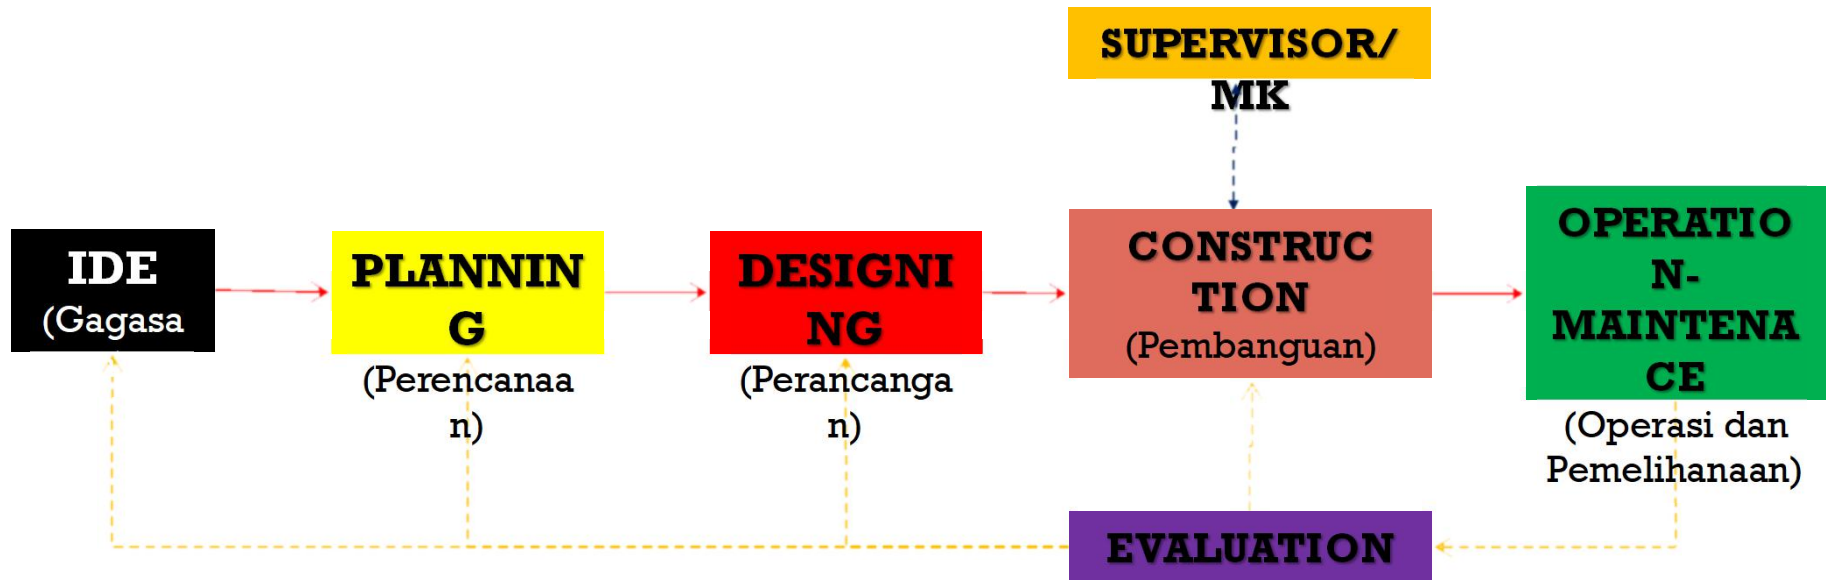 SUPERVISOR/
MK
IDE
(Gagasa
PLANNIN
G
(Perencanaa
n)
DESIGNI
NG
(Perancanga
n)
CONSTRUC
TION
(Pembanguan)
OPERATIO
N-
MAINTENA
CE
(Operasi dan
Pemelihanaan)
EVALUATION